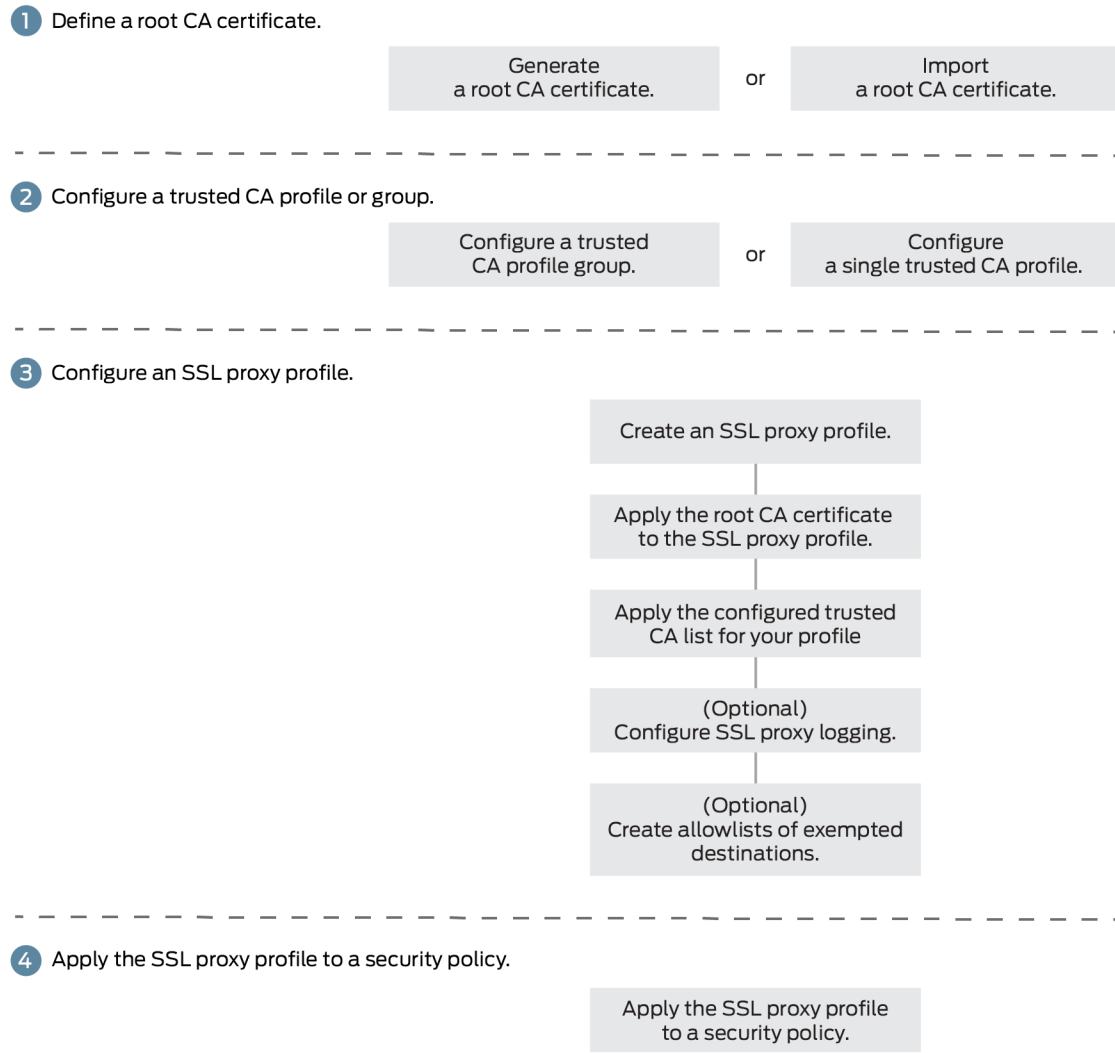 1 Define a root CA certificate.
Generate
a root CA certificate.
or
Import
a root CA certificate.
2 Configure a trusted CA profile or group.
Configure a trusted
CA profile group.
or
Configure
a single trusted CA profile.
3 Configure an SSL proxy profile.
Create an SSL proxy profile.
Apply the root CA certificate
to the SSL proxy profile.
Apply the configured trusted
CA list for your profile
(Optional)
Configure SSL proxy logging.
(Optional)
Create allowlists of exempted
destinations.
4 Apply the SSL proxy profile to a security policy.
Apply the SSL proxy profile
to a security policy.